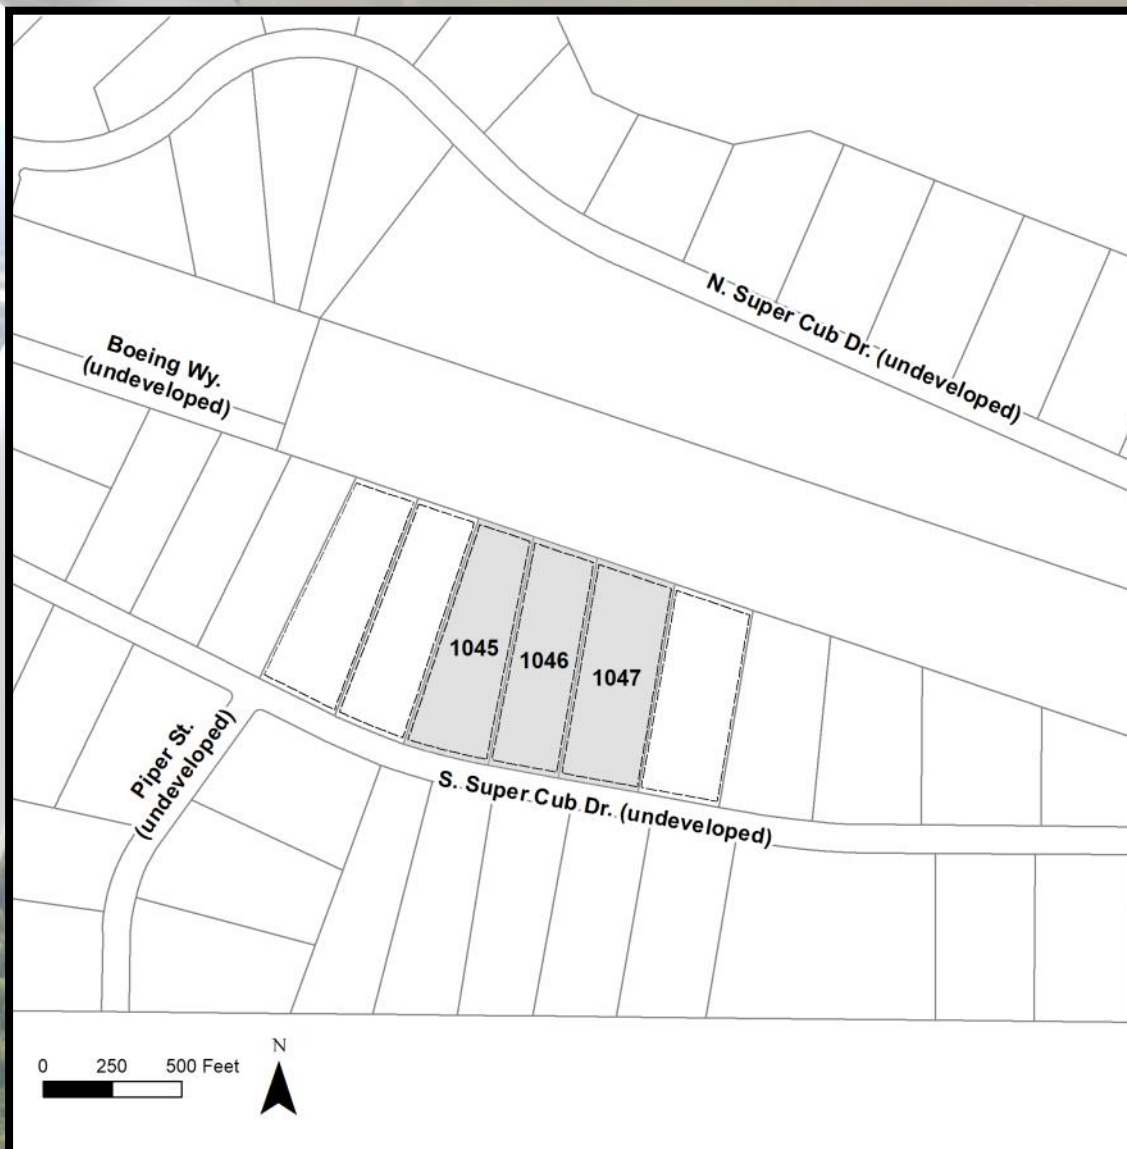 N. Super Cub Dr. (undeveloped)
Boeing Wy.
(undeveloped)
1045
1046
1047
Piper St.
(undeveloped)
S. Super Cub Dr. (undeveloped)
N
0 250 500 Feet